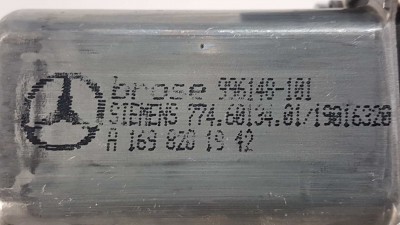 brose 996148-101
SIEMENS 774.60134.01/19016320
A 169 820 19 42